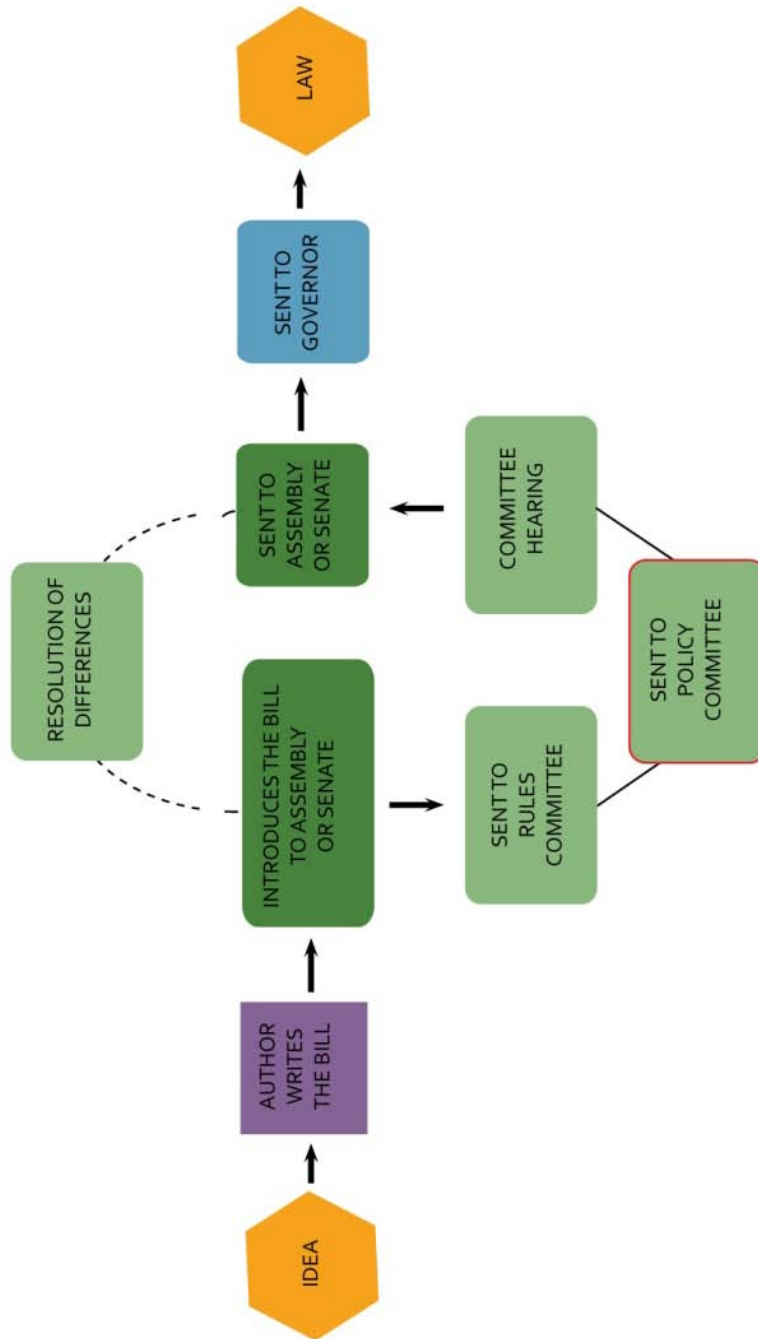 IDEA
AUTHOR
WRITES
THE BILL
INTRODUCES THE BILL
TO ASSEMBLY
OR SENATE
SENT TO
RULES
COMMITTEE
SENT TO
POLICY
COMMITTEE
COMMITTEE
HEARING
SENT TO
ASSEMBLY
OR SENATE
RESOLUTION OF
DIFFERENCES
SENT TO
GOVERNOR
LAW